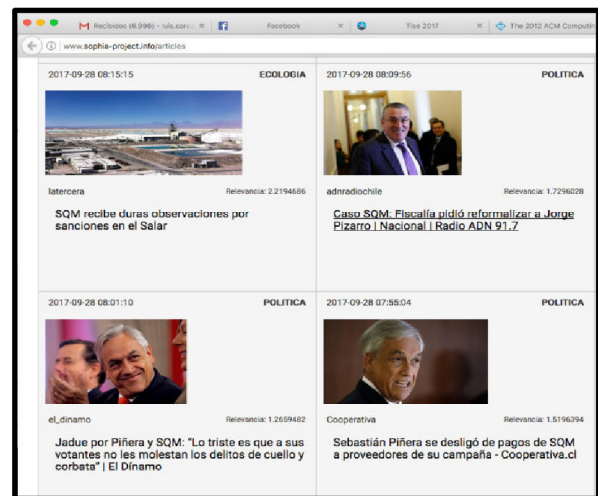 Recibidos (6.996) - luis.carca
Facebook
Tise 2017
The 2012 ACM Computin
www.sophia-project.info/articles
2017-09-28 08:15:15 ECOLOGIA
latercera Relevancia: 2.2194686
SQM recibe duras observaciones por
sanciones en el Salar
2017-09-28 08:09:56 POLITICA
adnradiochile Relevancia: 1.7296028
Caso SQM: Fiscalía pidió reformalizar a Jorge
Pizarro | Nacional | Radio ADN 91.7
2017-09-28 08:01:10 POLITICA
el_dinamo Relevancia: 1.2659482
Jadue por Piñera y SQM: "Lo triste es que a sus
votantes no les molestan los delitos de cuello y
corbata" | El Dínamo
2017-09-28 07:55:04 POLITICA
Cooperativa Relevancia: 1.5196394
Sebastián Piñera se desligó de pagos de SQM
a proveedores de su campaña - Cooperativa.cl